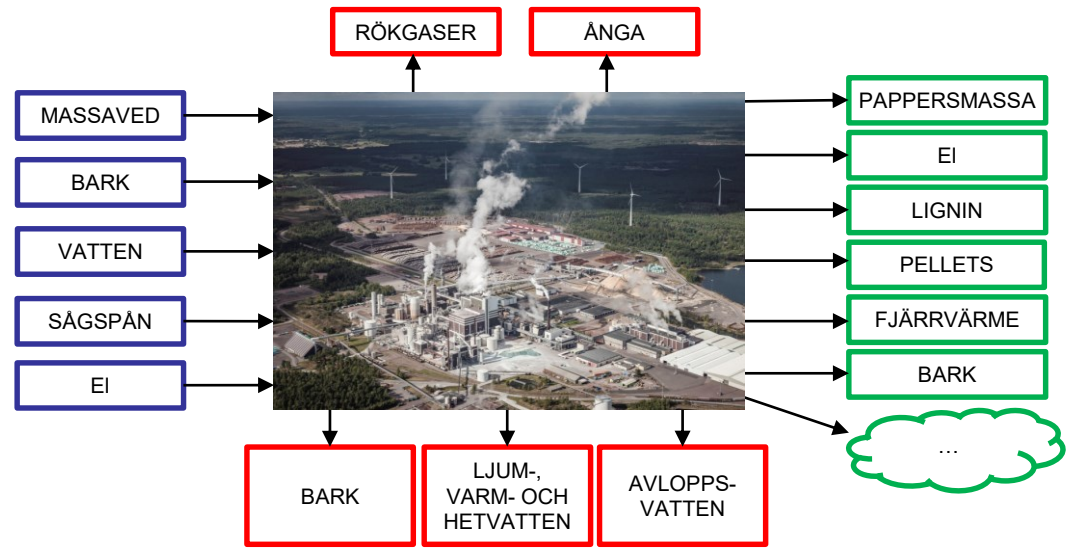 RÖKGASER
ÅNGA
MASSAVED
BARK
VATTEN
SÅGSPÅN
El
PAPPERSMASSA
El
LIGNIN
PELLETS
FJÄRRVÄRME
BARK
…
BARK
LJUM-,
VARM- OCH
HETVATTEN
AVLOPPS-
VATTEN